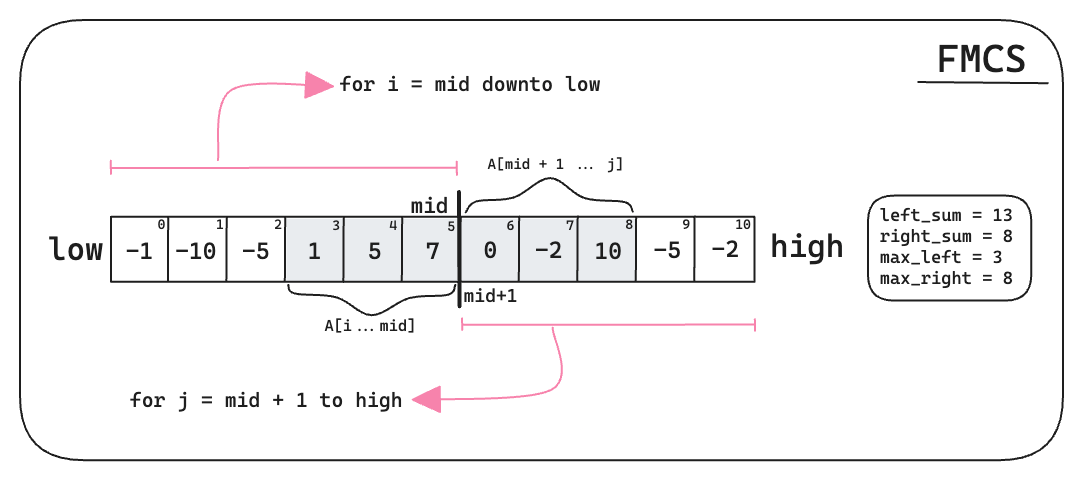 FMCS
for i = mid downto low
A[mid + 1 ... j]
mid
0 1 2 3 4 5 6 7 8 9 10
low −1 −10 −5 1 5 7 0 −2 10 −5 −2 high
left_sum = 13
right_sum = 8
max_left = 3
max_right = 8
mid+1
A[i ... mid]
for j = mid + 1 to high